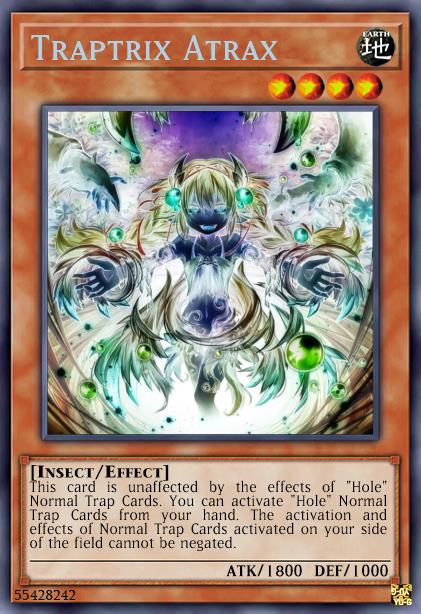 Traptrix Atrax
EARTH
地
[Insect/Effect]
This card is unaffected by the effects of "Hole"
Normal Trap Cards. You can activate "Hole" Normal
Trap Cards from your hand. The activation and
effects of Normal Trap Cards activated on your side
of the field cannot be negated.
ATK/1800 DEF/1000
55428242